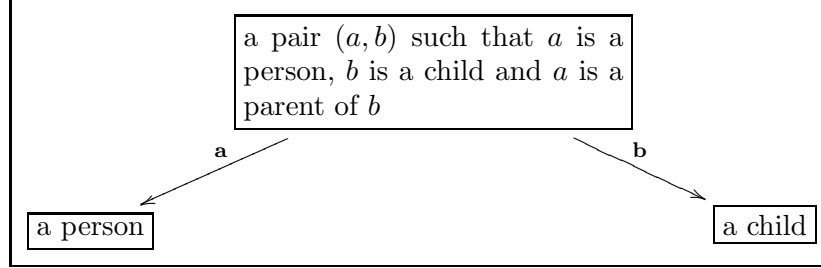 a pair (a, b) such that a is a
person, b is a child and a is a
parent of b
a
b
a person
a child